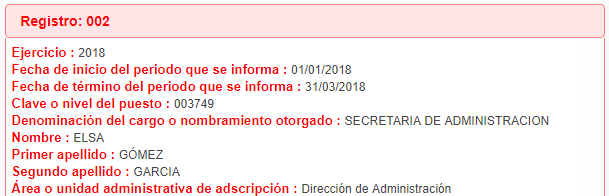 Registro: 002
Ejercicio : 2018
Fecha de inicio del periodo que se informa : 01/01/2018
Fecha de término del periodo que se informa : 31/03/2018
Clave o nivel del puesto : 003749
Denominación del cargo o nombramiento otorgado : SECRETARIA DE ADMINISTRACION
Nombre : ELSA
Primer apellido : GÓMEZ
Segundo apellido : GARCIA
Área o unidad administrativa de adscripción : Dirección de Administración